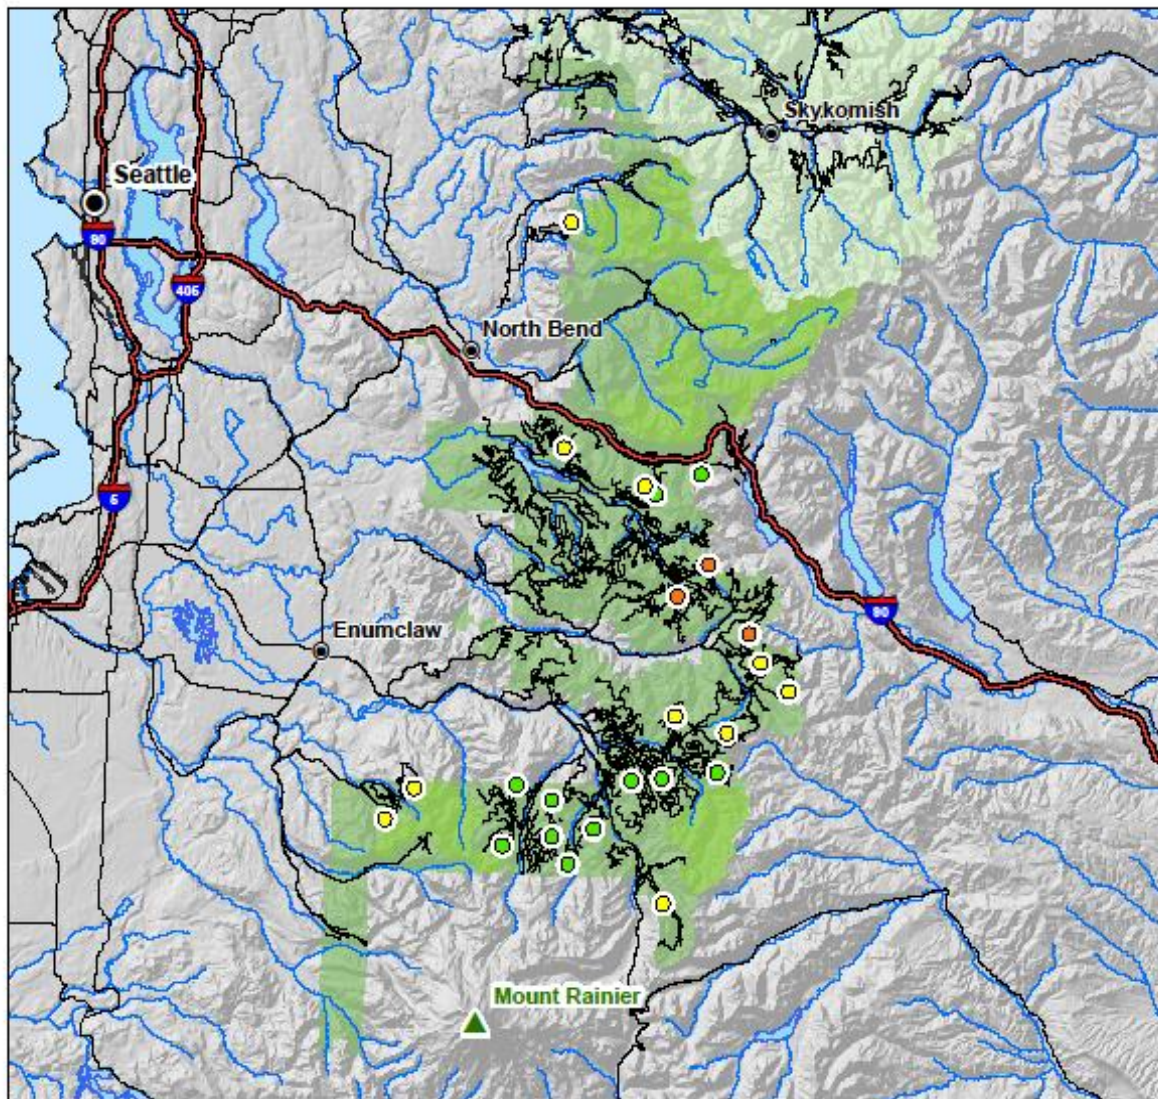 Skykomish
Seattle
90
405
North Bend
5
Enumclaw
90
Mount Rainier